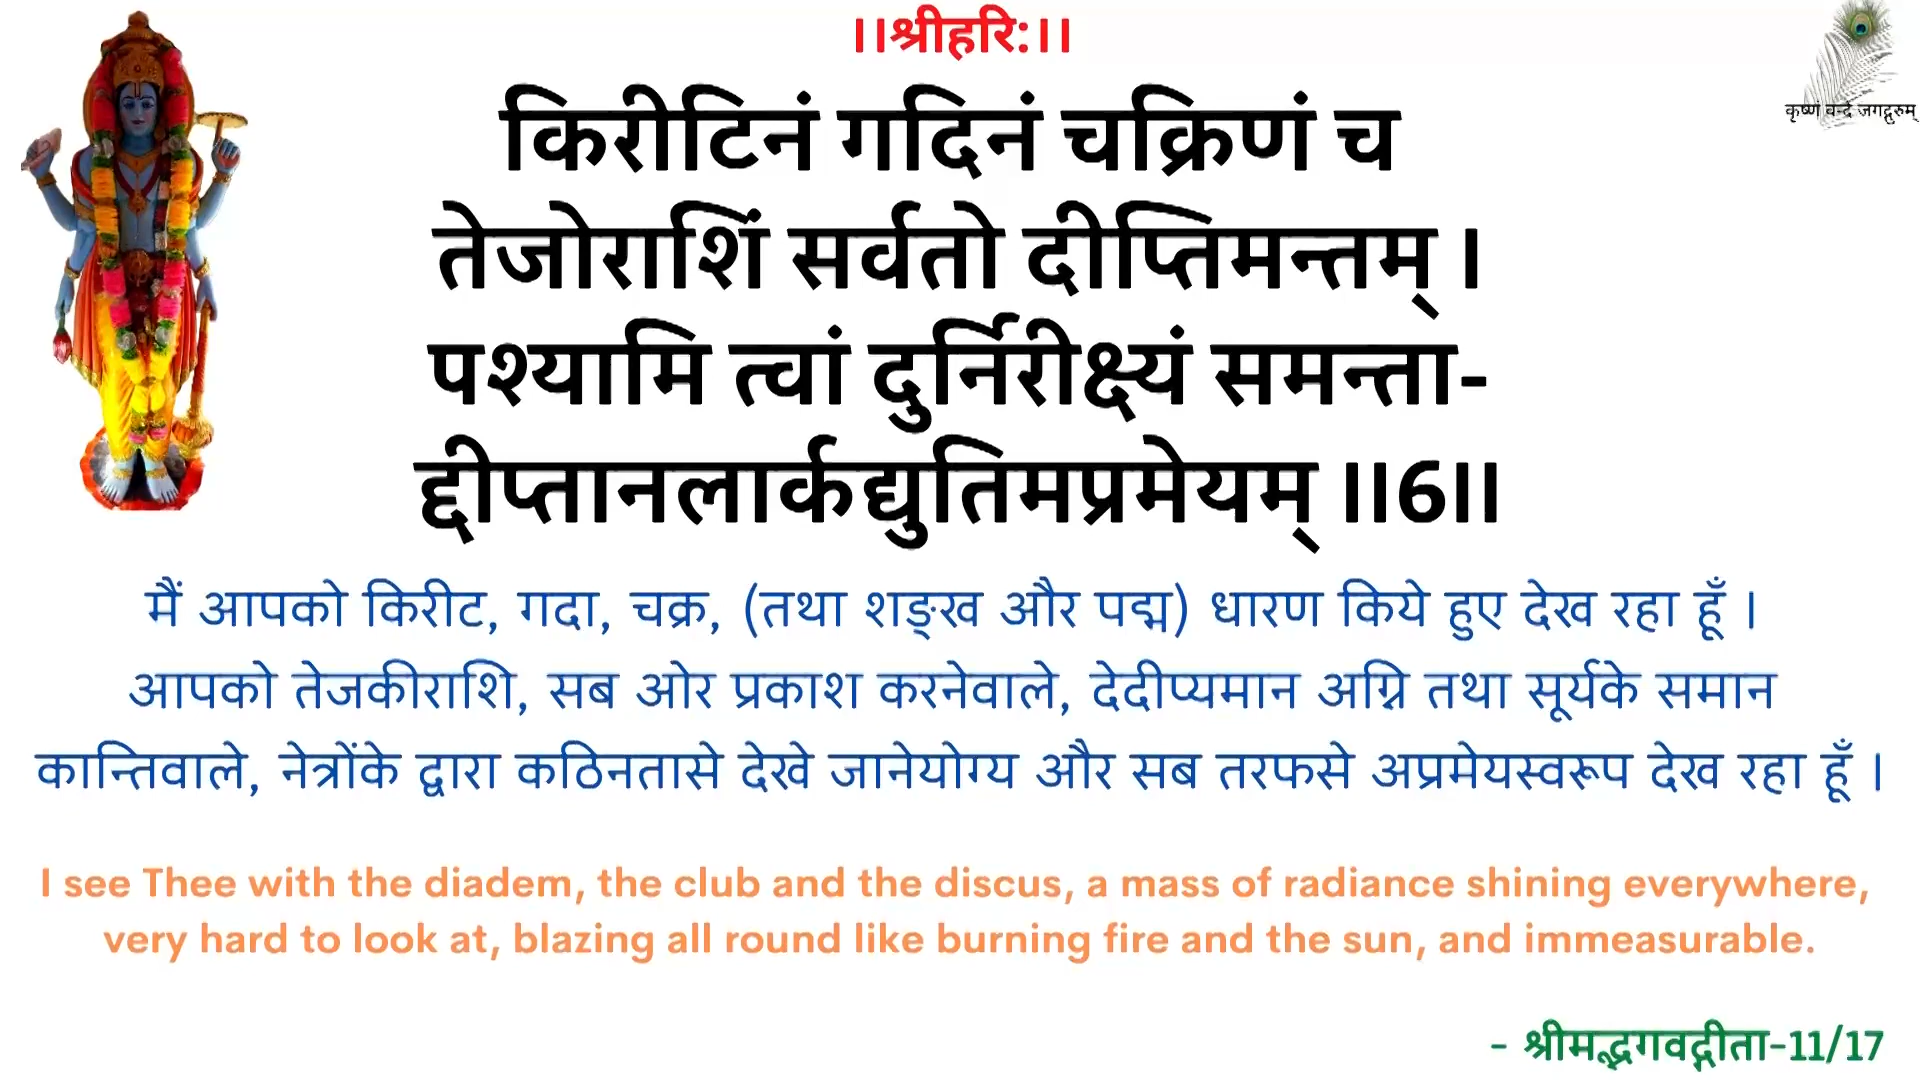 ।।श्रीहरि:।।
कृष्णं वन्दे जगद्गुरुम्
किरीटिनं गदिनं चक्रिणं च
तेजोराशिं सर्वतो दीप्तिमन्तम् ।
पश्यामि त्वां दुर्निरीक्ष्यं समन्ता-
द्दीप्तानलार्कद्युतिमप्रमेयम् ।।6।।
मैं आपको किरीट, गदा, चक्र, (तथा शङ्ख और पद्म) धारण किये हुए देख रहा हूँ ।
आपको तेजकीराशि, सब ओर प्रकाश करनेवाले, देदीप्यमान अग्नि तथा सूर्यके समान
कान्तिवाले, नेत्रोंके द्वारा कठिनतासे देखे जानेयोग्य और सब तरफसे अप्रमेयस्वरूप देख रहा हूँ ।
I see Thee with the diadem, the club and the discus, a mass of radiance shining everywhere,
very hard to look at, blazing all round like burning fire and the sun, and immeasurable.
- श्रीमद्भगवद्गीता-11/17